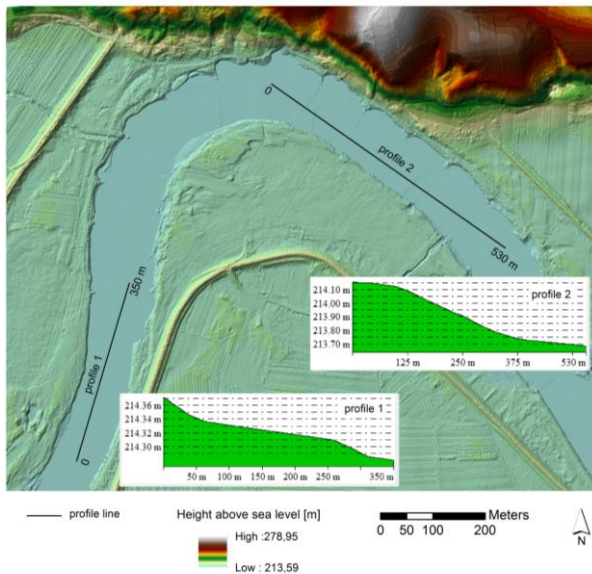 0
profile 2
530 m
350 m
profile 1
0
214.10 m
214.00 m
213.90 m
213.80 m
213.70 m
profile 2
125 m 250 m 375 m 530 m
214.36 m
214.34 m
214.32 m
214.30 m
profile 1
50 m 100 m 150 m 200 m 250 m 350 m
profile line
Height above sea level [m]
High :278,95
Low : 213,59
Meters
0 50 100 200
N